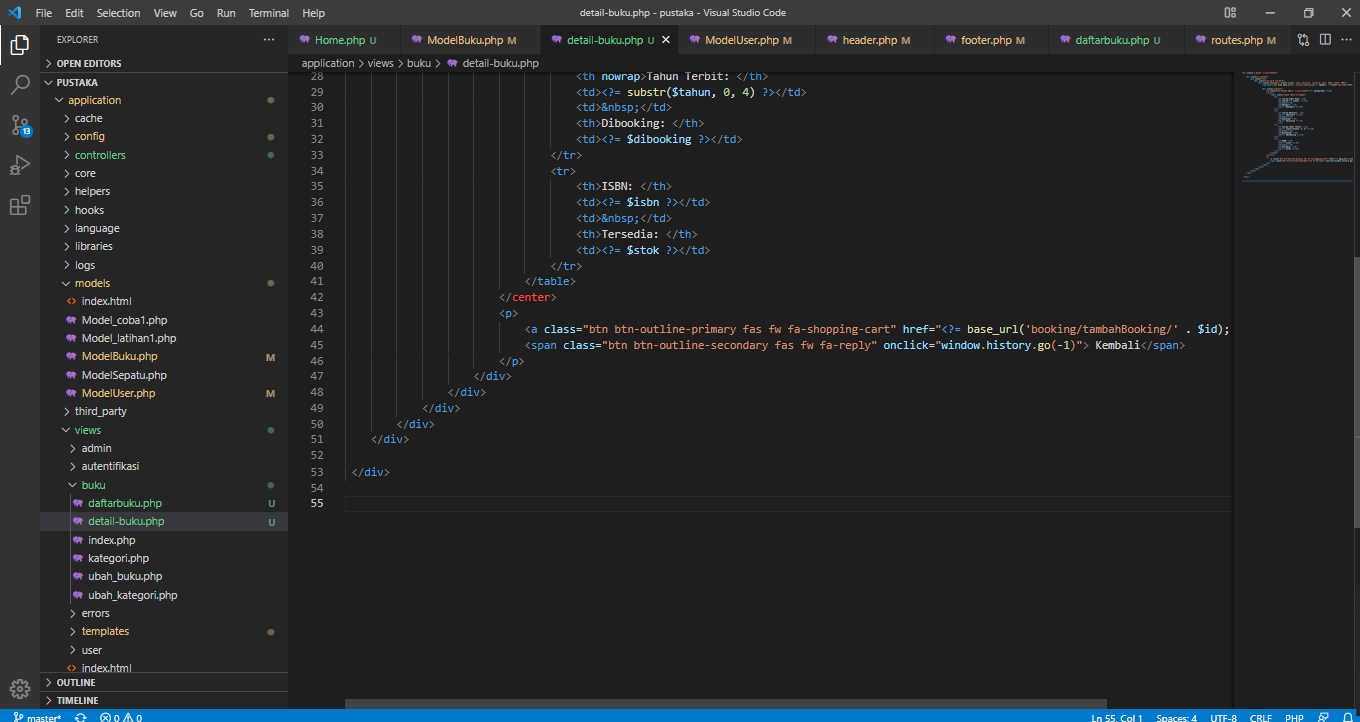 File Edit Selection View Go Run Terminal Help
detail-buku.php - pustaka - Visual Studio Code
EXPLORER
OPEN EDITORS
PUSTAKA
application
cache
config
controllers
core
helpers
hooks
language
libraries
logs
models
index.html
Model_coba1.php
Model_latihan1.php
ModelBuku.php M
ModelSepatu.php
ModelUser.php M
third_party
views
admin
autentifikasi
buku
daftarbuku.php U
detail-buku.php U
index.php
kategori.php
ubah_buku.php
ubah_kategori.php
errors
templates
user
index.html
OUTLINE
TIMELINE
13
Home.php U
ModelBuku.php M
detail-buku.php U
ModelUser.php M
header.php M
footer.php M
daftarbuku.php U
routes.php M
application > views > buku > detail-buku.php
28 <th nowrap>Tahun Terbit: </th>
29 <td><?= substr($tahun, 0, 4) ?></td>
30 <td>&nbsp;</td>
31 <th>Dibooking: </th>
32 <td><?= $dibooking ?></td>
33 </tr>
34 <tr>
35 <th>ISBN: </th>
36 <td><?= $isbn ?></td>
37 <td>&nbsp;</td>
38 <th>Tersedia: </th>
39 <td><?= $stok ?></td>
40 </tr>
41 </table>
42 </center>
43 <p>
44 <a class="btn btn-outline-primary fas fw fa-shopping-cart" href="<?= base_url('booking/tambahBooking/' . $id);
45 <span class="btn btn-outline-secondary fas fw fa-reply" onclick="window.history.go(-1)"> Kembali</span>
46 </p>
47 </div>
48 </div>
49 </div>
50 </div>
51 </div>
52
53 </div>
54
55
master* 0 0
Ln 55, Col 1 Spaces: 4 UTF-8 CRLF PHP